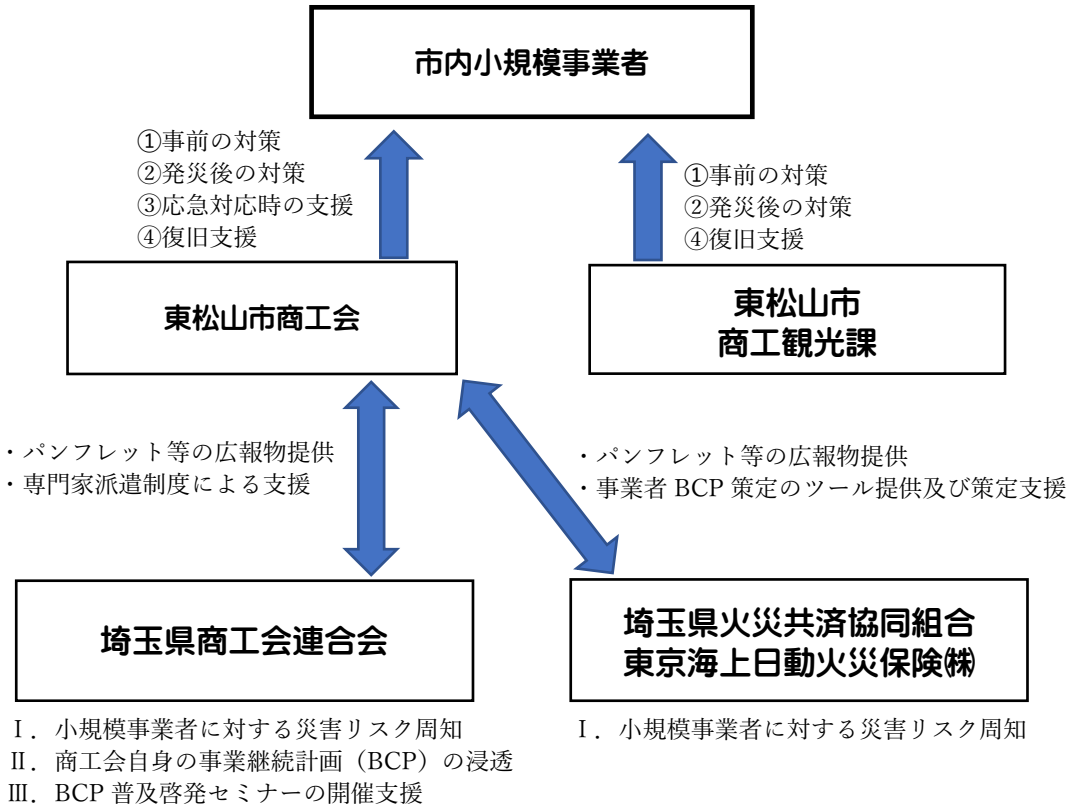 市内小規模事業者
①事前の対策
②発災後の対策
③応急対応時の支援
④復旧支援
①事前の対策
②発災後の対策
④復旧支援
東松山市商工会
東松山市
商工観光課
・パンフレット等の広報物提供
・専門家派遣制度による支援
・パンフレット等の広報物提供
・事業者 BCP 策定のツール提供及び策定支援
埼玉県商工会連合会
埼玉県火災共済協同組合
東京海上日動火災保険㈱
Ⅰ．小規模事業者に対する災害リスク周知
Ⅱ．商工会自身の事業継続計画（BCP）の浸透
Ⅲ．BCP 普及啓発セミナーの開催支援
Ⅰ．小規模事業者に対する災害リスク周知